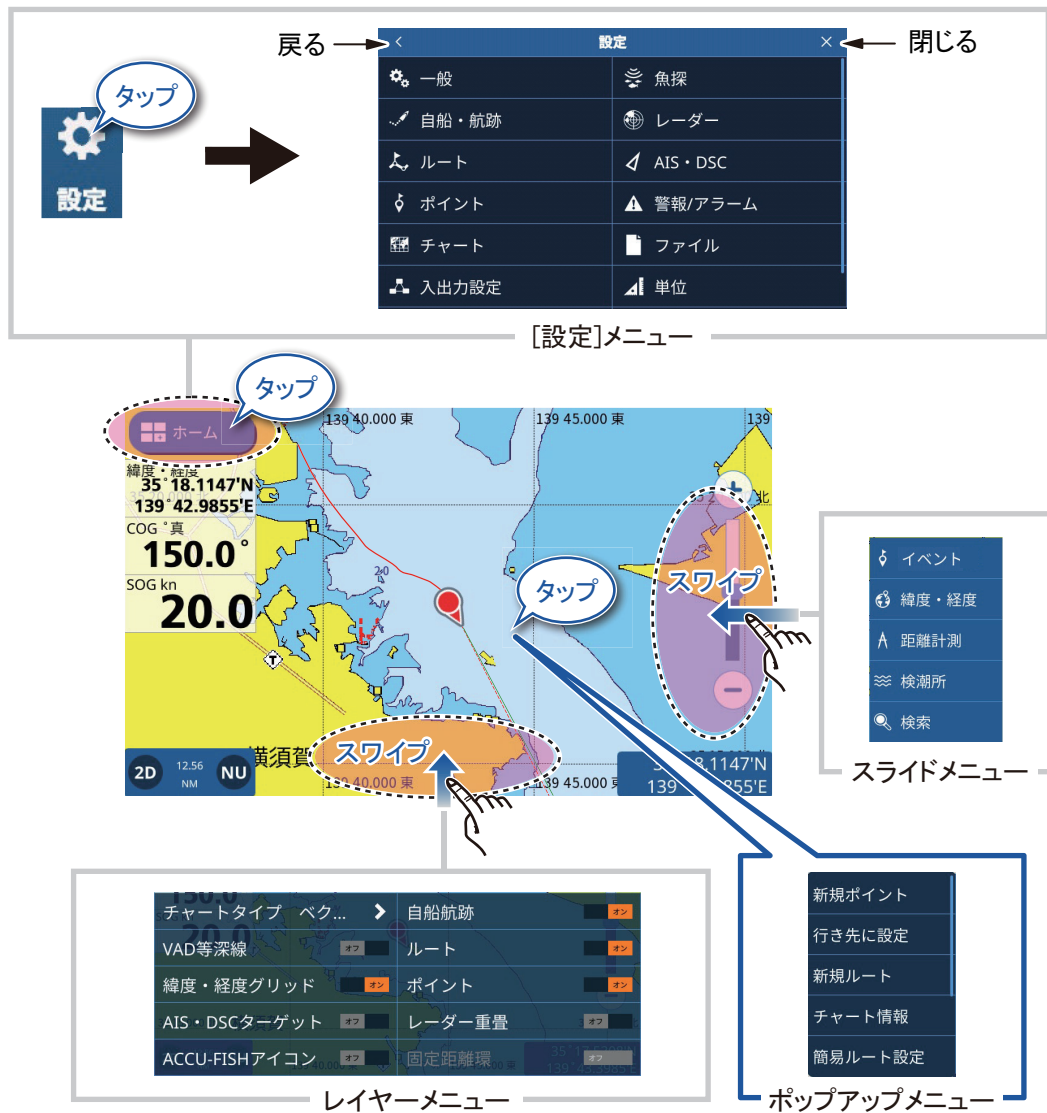 戻る
設定
閉じる
タップ
設定
一般
魚探
自船・航跡
レーダー
ルート
AIS・DSC
ポイント
警報/アラーム
チャート
ファイル
入出力設定
単位
[設定]メニュー
タップ
ホーム
139 40.000 東
139 45.000 東
139
緯度・経度
35°18.1147'N
139°42.9855'E
COG °真
150.0°
SOG kn
20.0
20
北
タップ
スワイプ
イベント
緯度・経度
距離計測
検潮所
検索
スライドメニュー
T
横須賀
スワイプ
2D
12.56
NM
NU
139 40.000 東
139 45.000 東
8.1147'N
139
55'E
チャートタイプ ベク...
自船航跡
オン
VAD等深線
オフ
ルート
オン
緯度・経度グリッド
オン
ポイント
オン
AIS・DSCターゲット
オフ
レーダー重畳
オフ
ACCU-FISHアイコン
オフ
固定距離環
オフ
レイヤーメニュー
新規ポイント
行き先に設定
新規ルート
チャート情報
簡易ルート設定
ポップアップメニュー